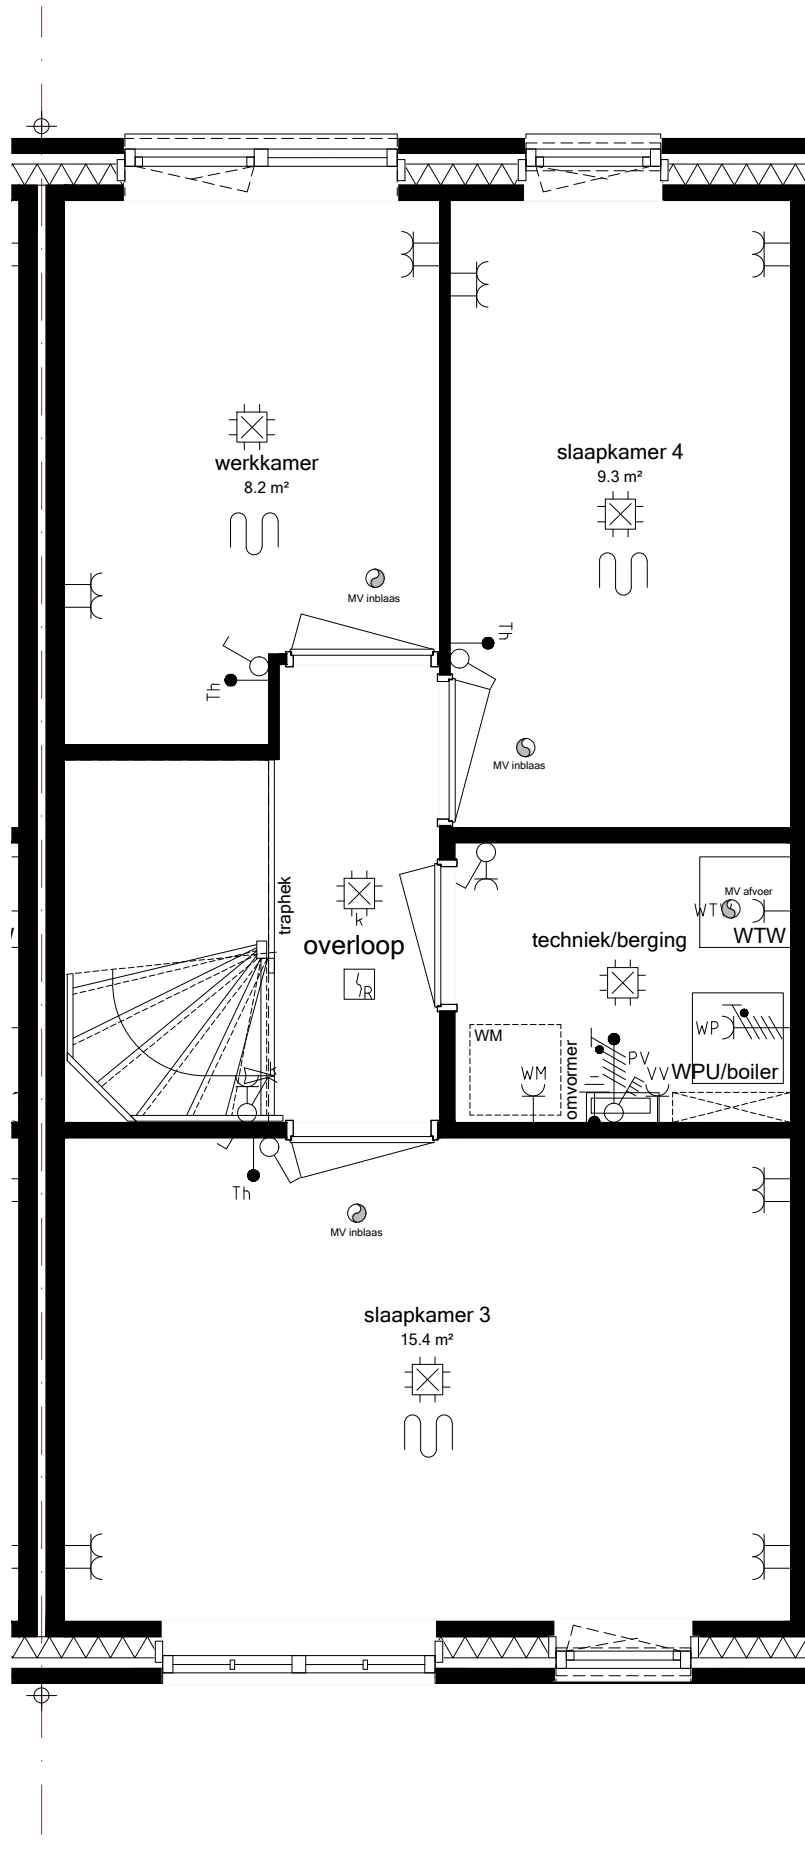 werkkamer
8.2 m²
slaapkamer 4
9.3 m²
MV inblaas
Th
Th
MV inblaas
traphek
k
overloop
R
techniek/berging
MV afvoer
WTW
WTW
WM
WM
omvormer
PV
VV
WP
WPU/boiler
k
Th
MV inblaas
slaapkamer 3
15.4 m²